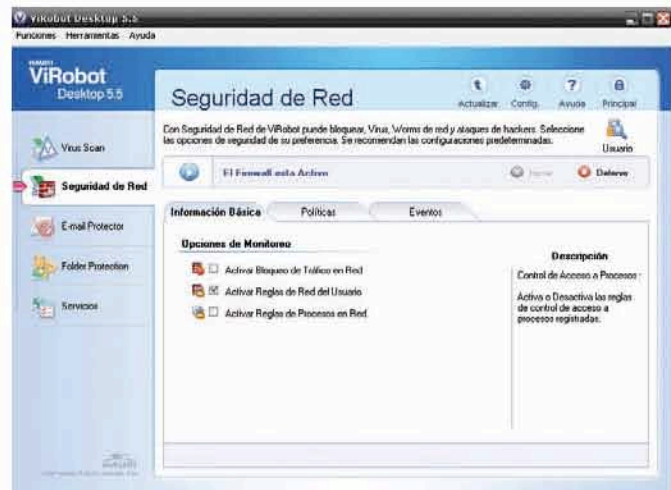 ViRobot Desktop 5.5
Funciones Herramientas Ayuda
HAURI
ViRobot
Desktop 5.5
Seguridad de Red
Actualizar Config. Ayuda Principal
Con Seguridad de Red de ViRobot puede bloquear, Virus, Worms de red y ataques de hackers. Seleccione
las opciones de seguridad de su preferencia. Se recomiendan las configuraciones predeterminadas.
Usuario
El Firewall esta Activo
Detener
Virus Scan
Seguridad de Red
E-mail Protector
Folder Protection
Servicios
Información Básica Políticas Eventos
Opciones de Monitoreo
Activar Bloqueo de Tráfico en Red
Activar Reglas de Red del Usuario
Activar Reglas de Procesos en Red
Descripción
Control de Acceso a Procesos :
Activa o Desactiva las reglas
de control de acceso a
procesos registradas.